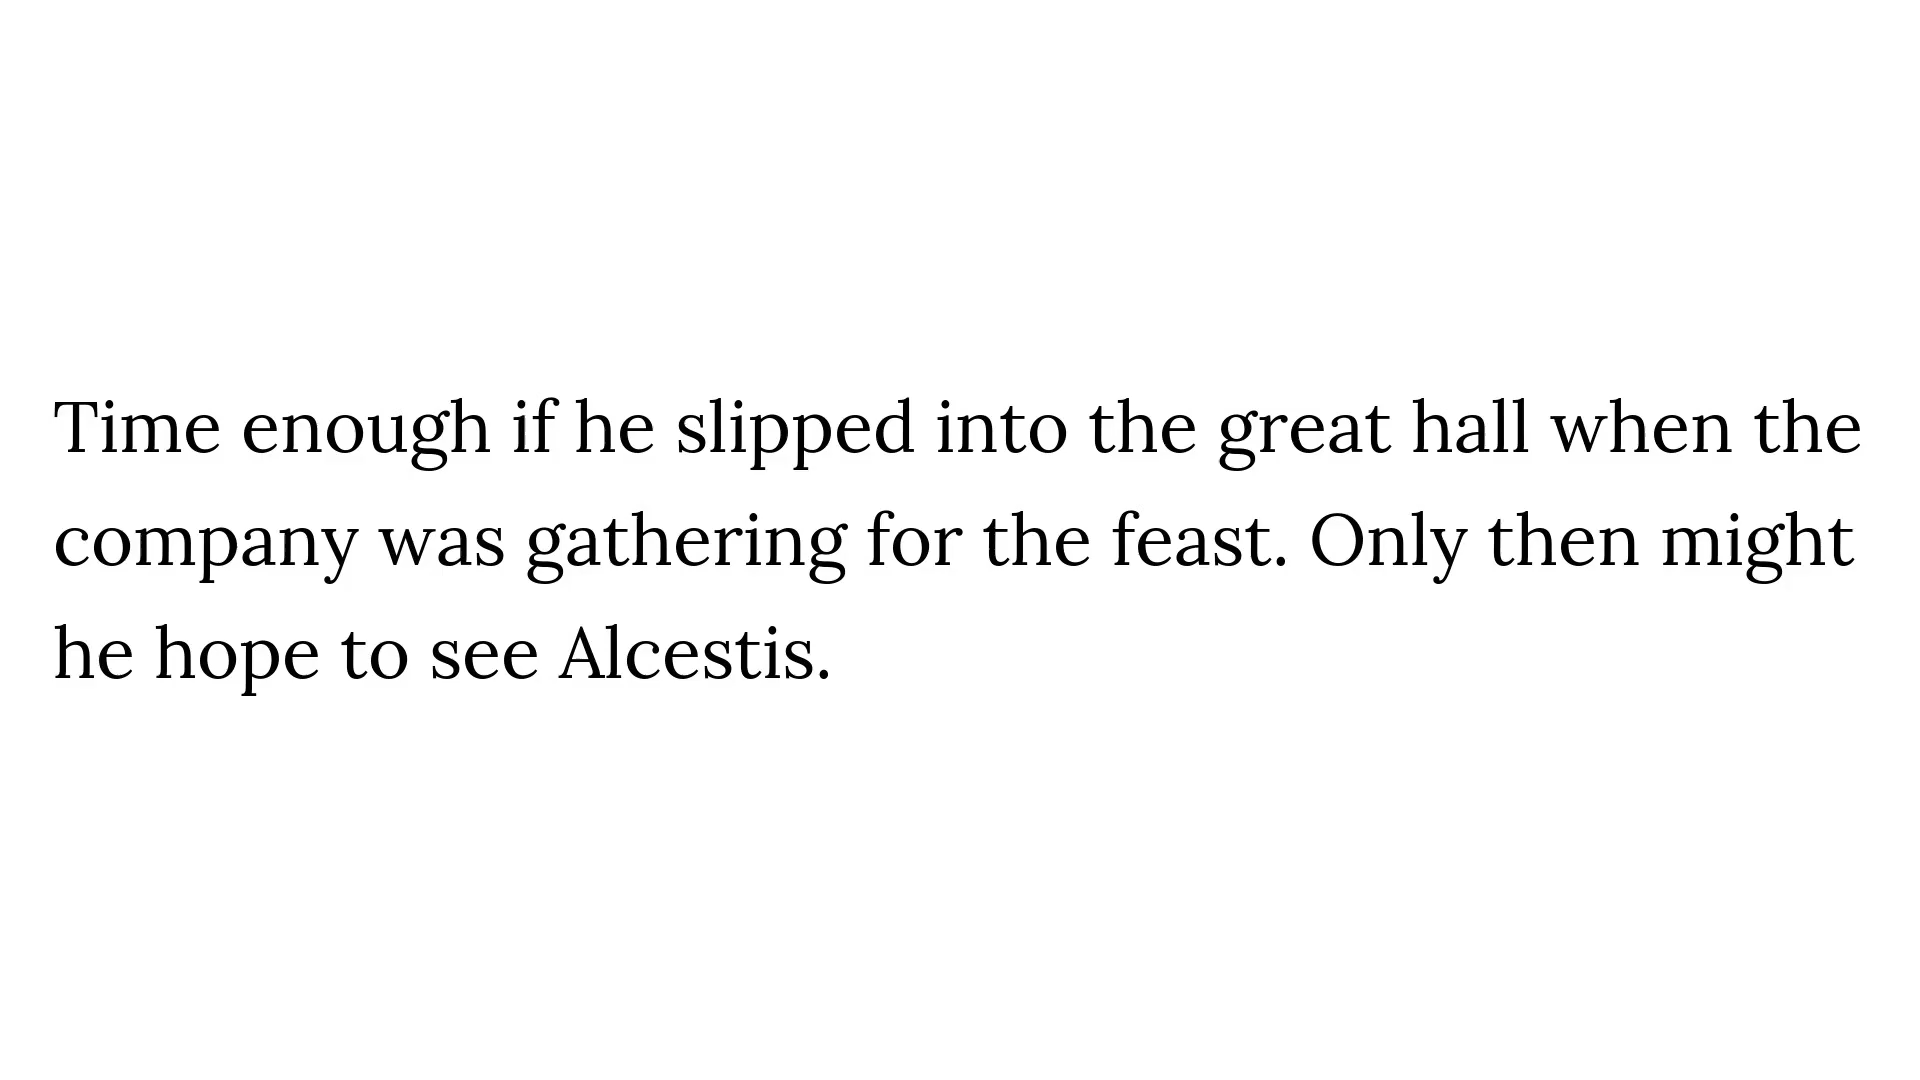 Time enough if he slipped into the great hall when the
company was gathering for the feast. Only then might
he hope to see Alcestis.